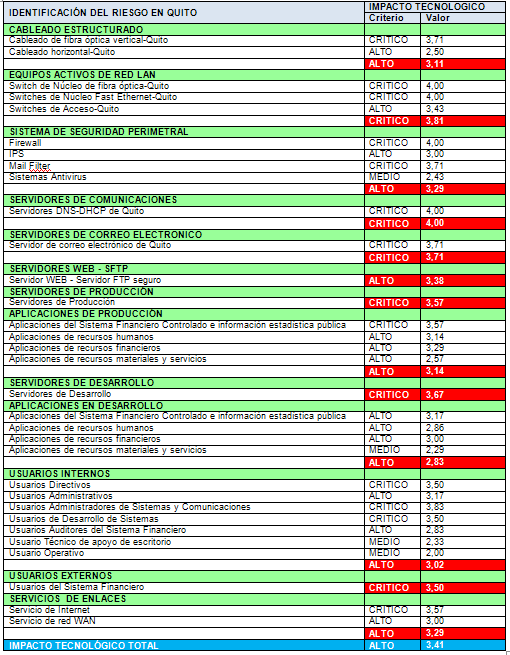 IDENTIFICACIÓN DEL RIESGO EN QUITO IMPACTO TECNOLÓGICO
Criterio Valor
CABLEADO ESTRUCTURADO
Cableado de fibra óptica vertical-Quito CRITICO 3,71
Cableado horizontal-Quito ALTO 2,50
ALTO 3,11
EQUIPOS ACTIVOS DE RED LAN
Switch de Núcleo de fibra óptica-Quito CRITICO 4,00
Switches de Núcleo Fast Ethernet-Quito CRITICO 4,00
Switches de Acceso-Quito ALTO 3,43
CRITICO 3,81
SISTEMA DE SEGURIDAD PERIMETRAL
Firewall CRITICO 4,00
IPS ALTO 3,00
Mail Filter CRITICO 3,71
Sistemas Antivirus MEDIO 2,43
ALTO 3,29
SERVIDORES DE COMUNICACIONES
Servidores DNS-DHCP de Quito CRITICO 4,00
CRITICO 4,00
SERVIDORES DE CORREO ELECTRONICO
Servidor de correo electrónico de Quito CRITICO 3,71
CRITICO 3,71
SERVIDORES WEB - SFTP
Servidor WEB - Servidor FTP seguro ALTO 3,38
SERVIDORES DE PRODUCCIÓN
Servidores de Producción CRITICO 3,57
APLICACIONES DE PRODUCCIÓN
Aplicaciones del Sistema Financiero Controlado e información estadística pública CRITICO 3,57
Aplicaciones de recursos humanos ALTO 3,14
Aplicaciones de recursos financieros ALTO 3,29
Aplicaciones de recursos materiales y servicios ALTO 2,57
ALTO 3,14
SERVIDORES DE DESARROLLO
Servidores de Desarrollo CRITICO 3,67
APLICACIONES EN DESARROLLO
Aplicaciones del Sistema Financiero Controlado e información estadística pública ALTO 3,17
Aplicaciones de recursos humanos ALTO 2,86
Aplicaciones de recursos financieros ALTO 3,00
Aplicaciones de recursos materiales y servicios MEDIO 2,29
ALTO 2,83
USUARIOS INTERNOS
Usuarios Directivos CRITICO 3,50
Usuarios Administrativos ALTO 3,17
Usuarios Administradores de Sistemas y Comunicaciones CRITICO 3,83
Usuarios de Desarrollo de Sistemas CRITICO 3,50
Usuarios Auditores del Sistema Financiero ALTO 2,83
Usuario Técnico de apoyo de escritorio MEDIO 2,33
Usuario Operativo MEDIO 2,00
ALTO 3,02
USUARIOS EXTERNOS
Usuarios del Sistema Financiero CRITICO 3,50
SERVICIOS DE ENLACES
Servicio de Internet CRITICO 3,57
Servicio de red WAN ALTO 3,00
ALTO 3,29
IMPACTO TECNOLÓGICO TOTAL ALTO 3,41